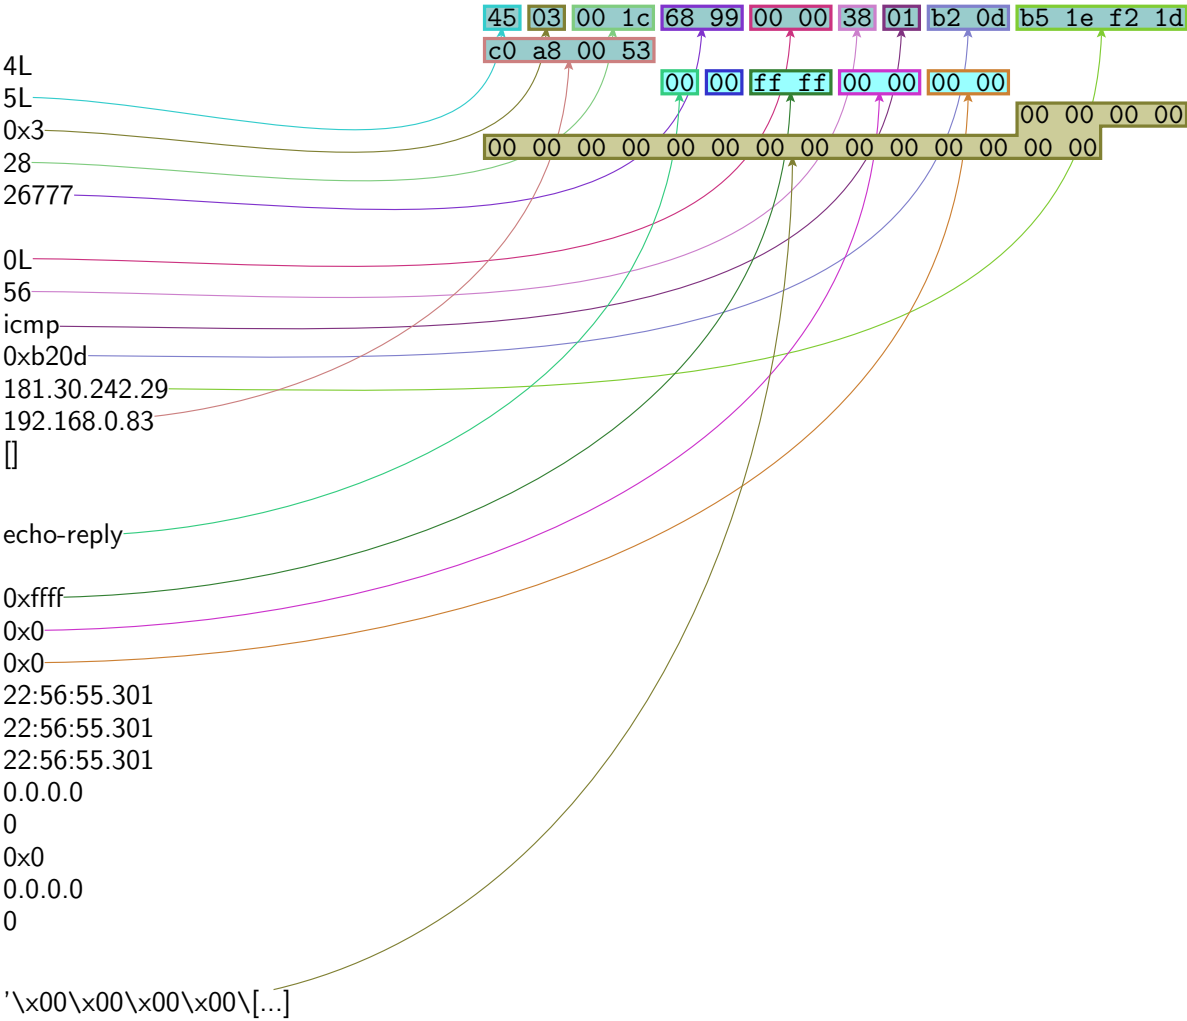 45 03 00 1c 68 99 00 00 38 01 b2 0d b5 1e f2 1d
c0 a8 00 53
00 00 ff ff 00 00 00 00
00 00 00 00
00 00 00 00 00 00 00 00 00 00 00 00 00 00
4L
5L
0x3
28
26777
0L
56
icmp
0xb20d
181.30.242.29
192.168.0.83
[]
echo-reply
0xffff
0x0
0x0
22:56:55.301
22:56:55.301
22:56:55.301
0.0.0.0
0
0x0
0.0.0.0
0
'\x00\x00\x00\x00\[...]